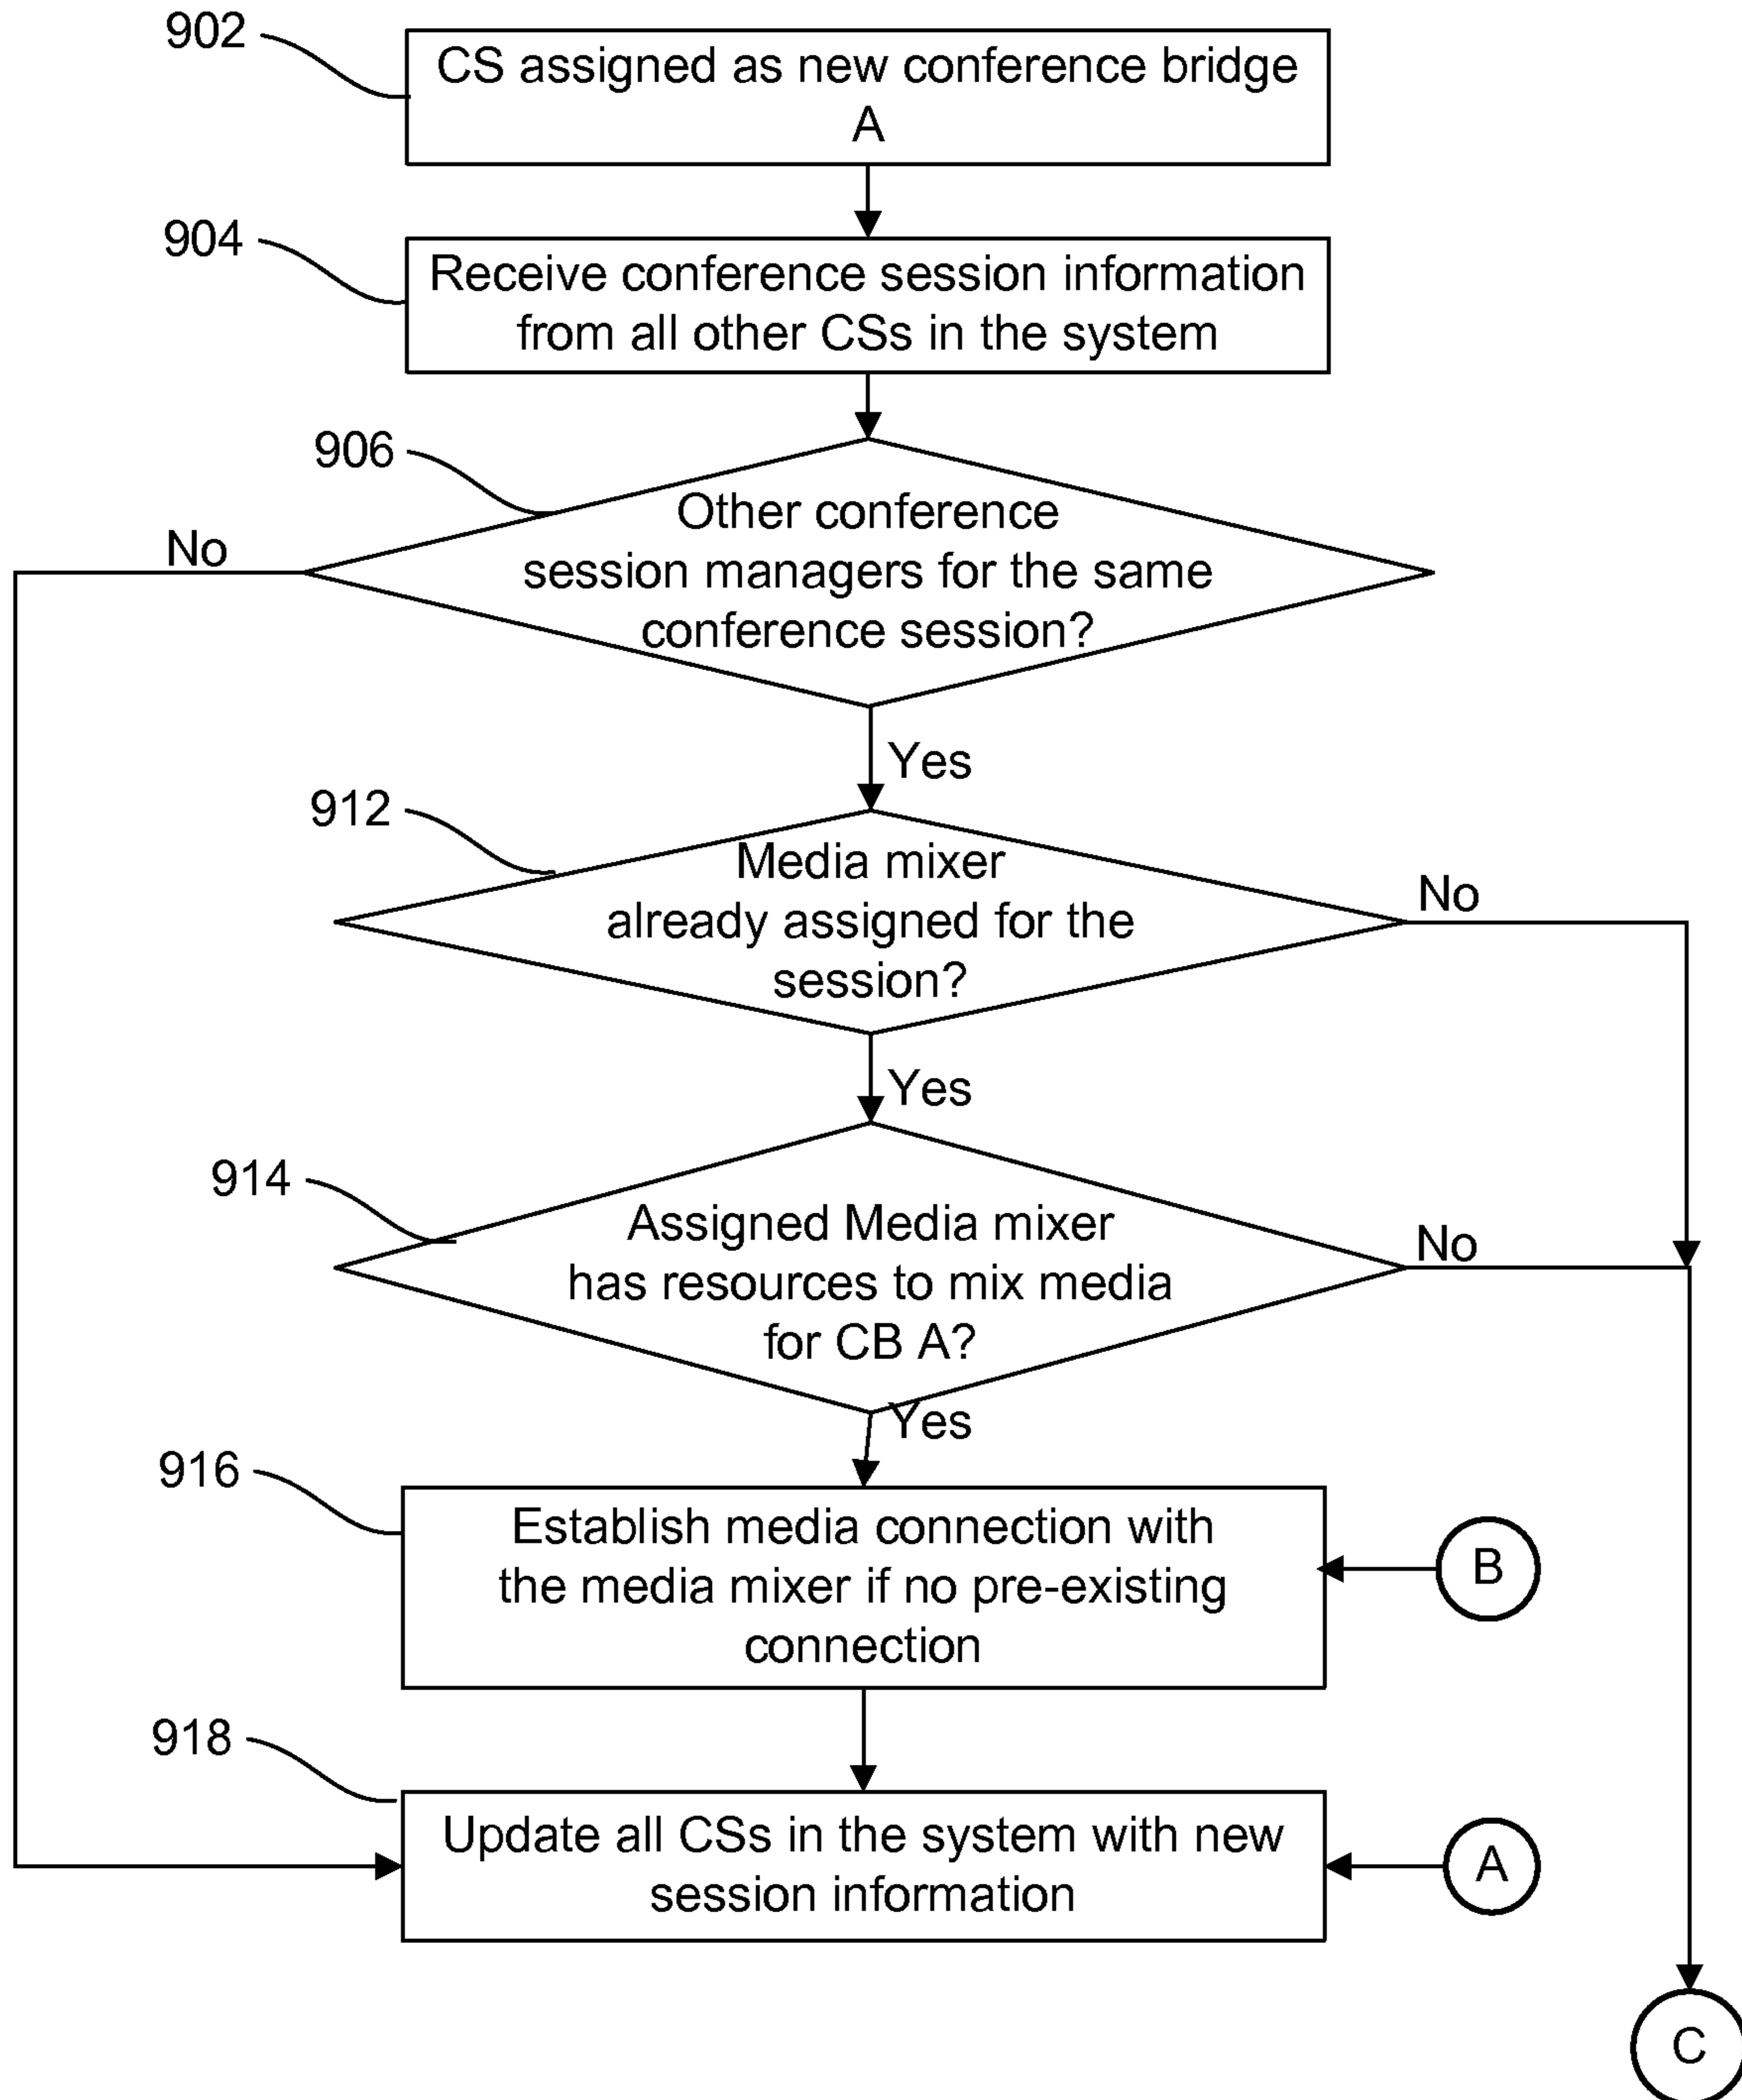 902
CS assigned as new conference bridge
A
904
Receive conference session information
from all other CSs in the system
906
Other conference
session managers for the same
conference session?
No
Yes
912
Media mixer
already assigned for the
session?
No
Yes
914
Assigned Media mixer
has resources to mix media
for CB A?
No
Yes
916
Establish media connection with
the media mixer if no pre-existing
connection
B
918
Update all CSs in the system with new
session information
A
C